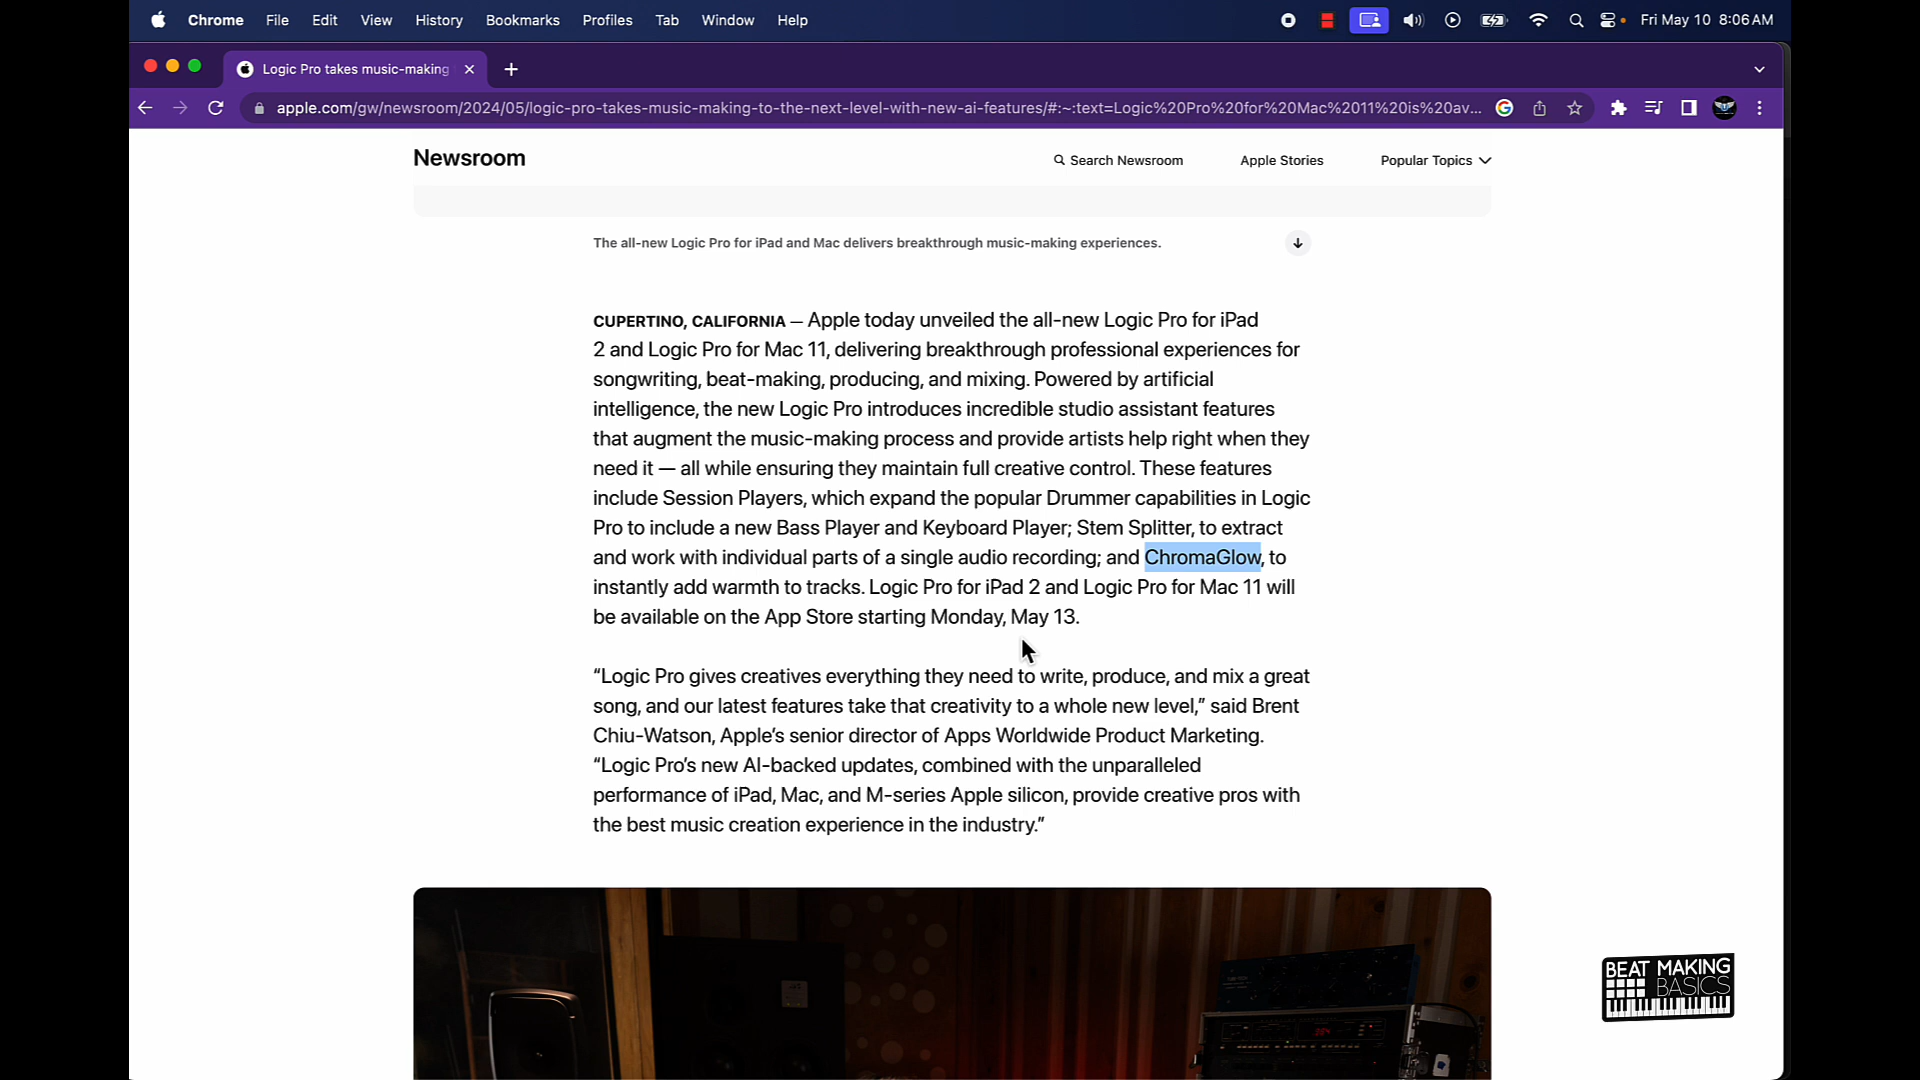 Chrome File Edit View History Bookmarks Profiles Tab Window Help Fri May 10 8:06AM
Logic Pro takes music-making
apple.com/gw/newsroom/2024/05/logic-pro-takes-music-making-to-the-next-level-with-new-ai-features/#:~:text=Logic%20Pro%20for%20Mac%2011%20is%20av...
Newsroom Search Newsroom Apple Stories Popular Topics
The all-new Logic Pro for iPad and Mac delivers breakthrough music-making experiences.
CUPERTINO, CALIFORNIA — Apple today unveiled the all-new Logic Pro for iPad
2 and Logic Pro for Mac 11, delivering breakthrough professional experiences for
songwriting, beat-making, producing, and mixing. Powered by artificial
intelligence, the new Logic Pro introduces incredible studio assistant features
that augment the music-making process and provide artists help right when they
need it — all while ensuring they maintain full creative control. These features
include Session Players, which expand the popular Drummer capabilities in Logic
Pro to include a new Bass Player and Keyboard Player; Stem Splitter, to extract
and work with individual parts of a single audio recording; and ChromaGlow, to
instantly add warmth to tracks. Logic Pro for iPad 2 and Logic Pro for Mac 11 will
be available on the App Store starting Monday, May 13.
“Logic Pro gives creatives everything they need to write, produce, and mix a great
song, and our latest features take that creativity to a whole new level,” said Brent
Chiu-Watson, Apple’s senior director of Apps Worldwide Product Marketing.
“Logic Pro’s new AI-backed updates, combined with the unparalleled
performance of iPad, Mac, and M-series Apple silicon, provide creative pros with
the best music creation experience in the industry.”
BEAT MAKING
BASICS